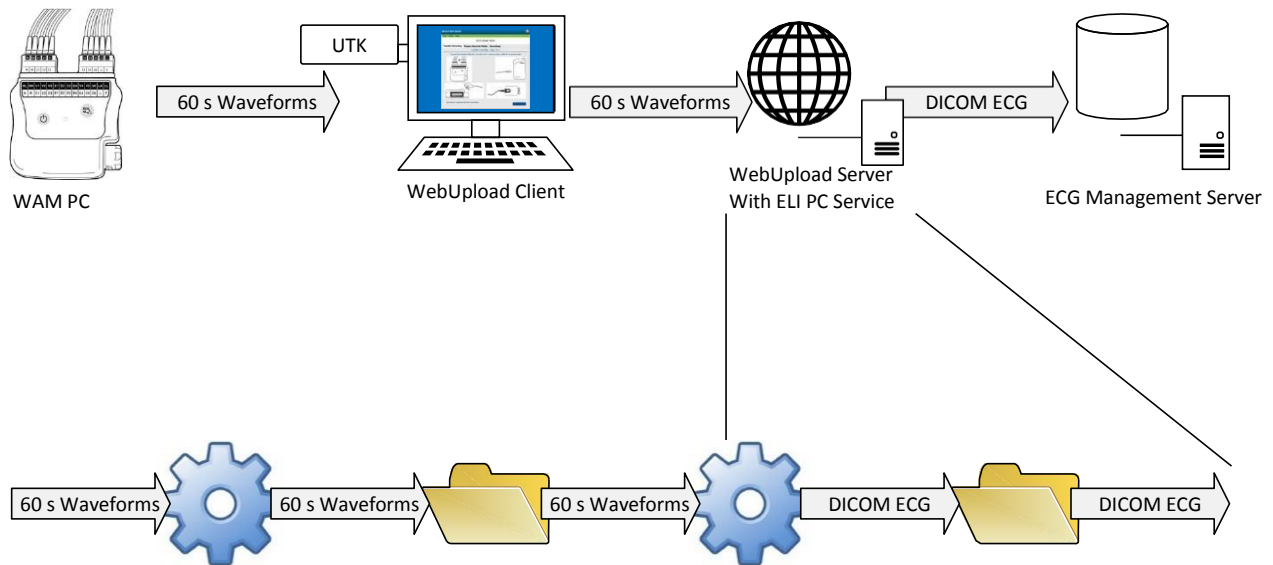 UTK
60 s Waveforms
60 s Waveforms
DICOM ECG
WAM PC
WebUpload Client
WebUpload Server
With ELI PC Service
ECG Management Server
60 s Waveforms
60 s Waveforms
60 s Waveforms
DICOM ECG
DICOM ECG